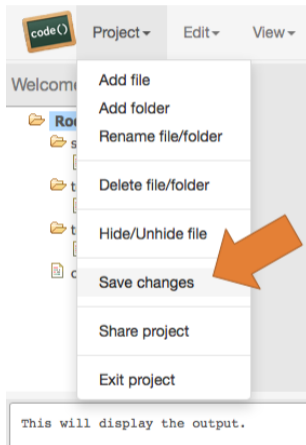 code()
Project
Edit
View
Welcom
Add file
Add folder
Rename file/folder
Delete file/folder
Hide/Unhide file
Save changes
Share project
Exit project
This will display the output.